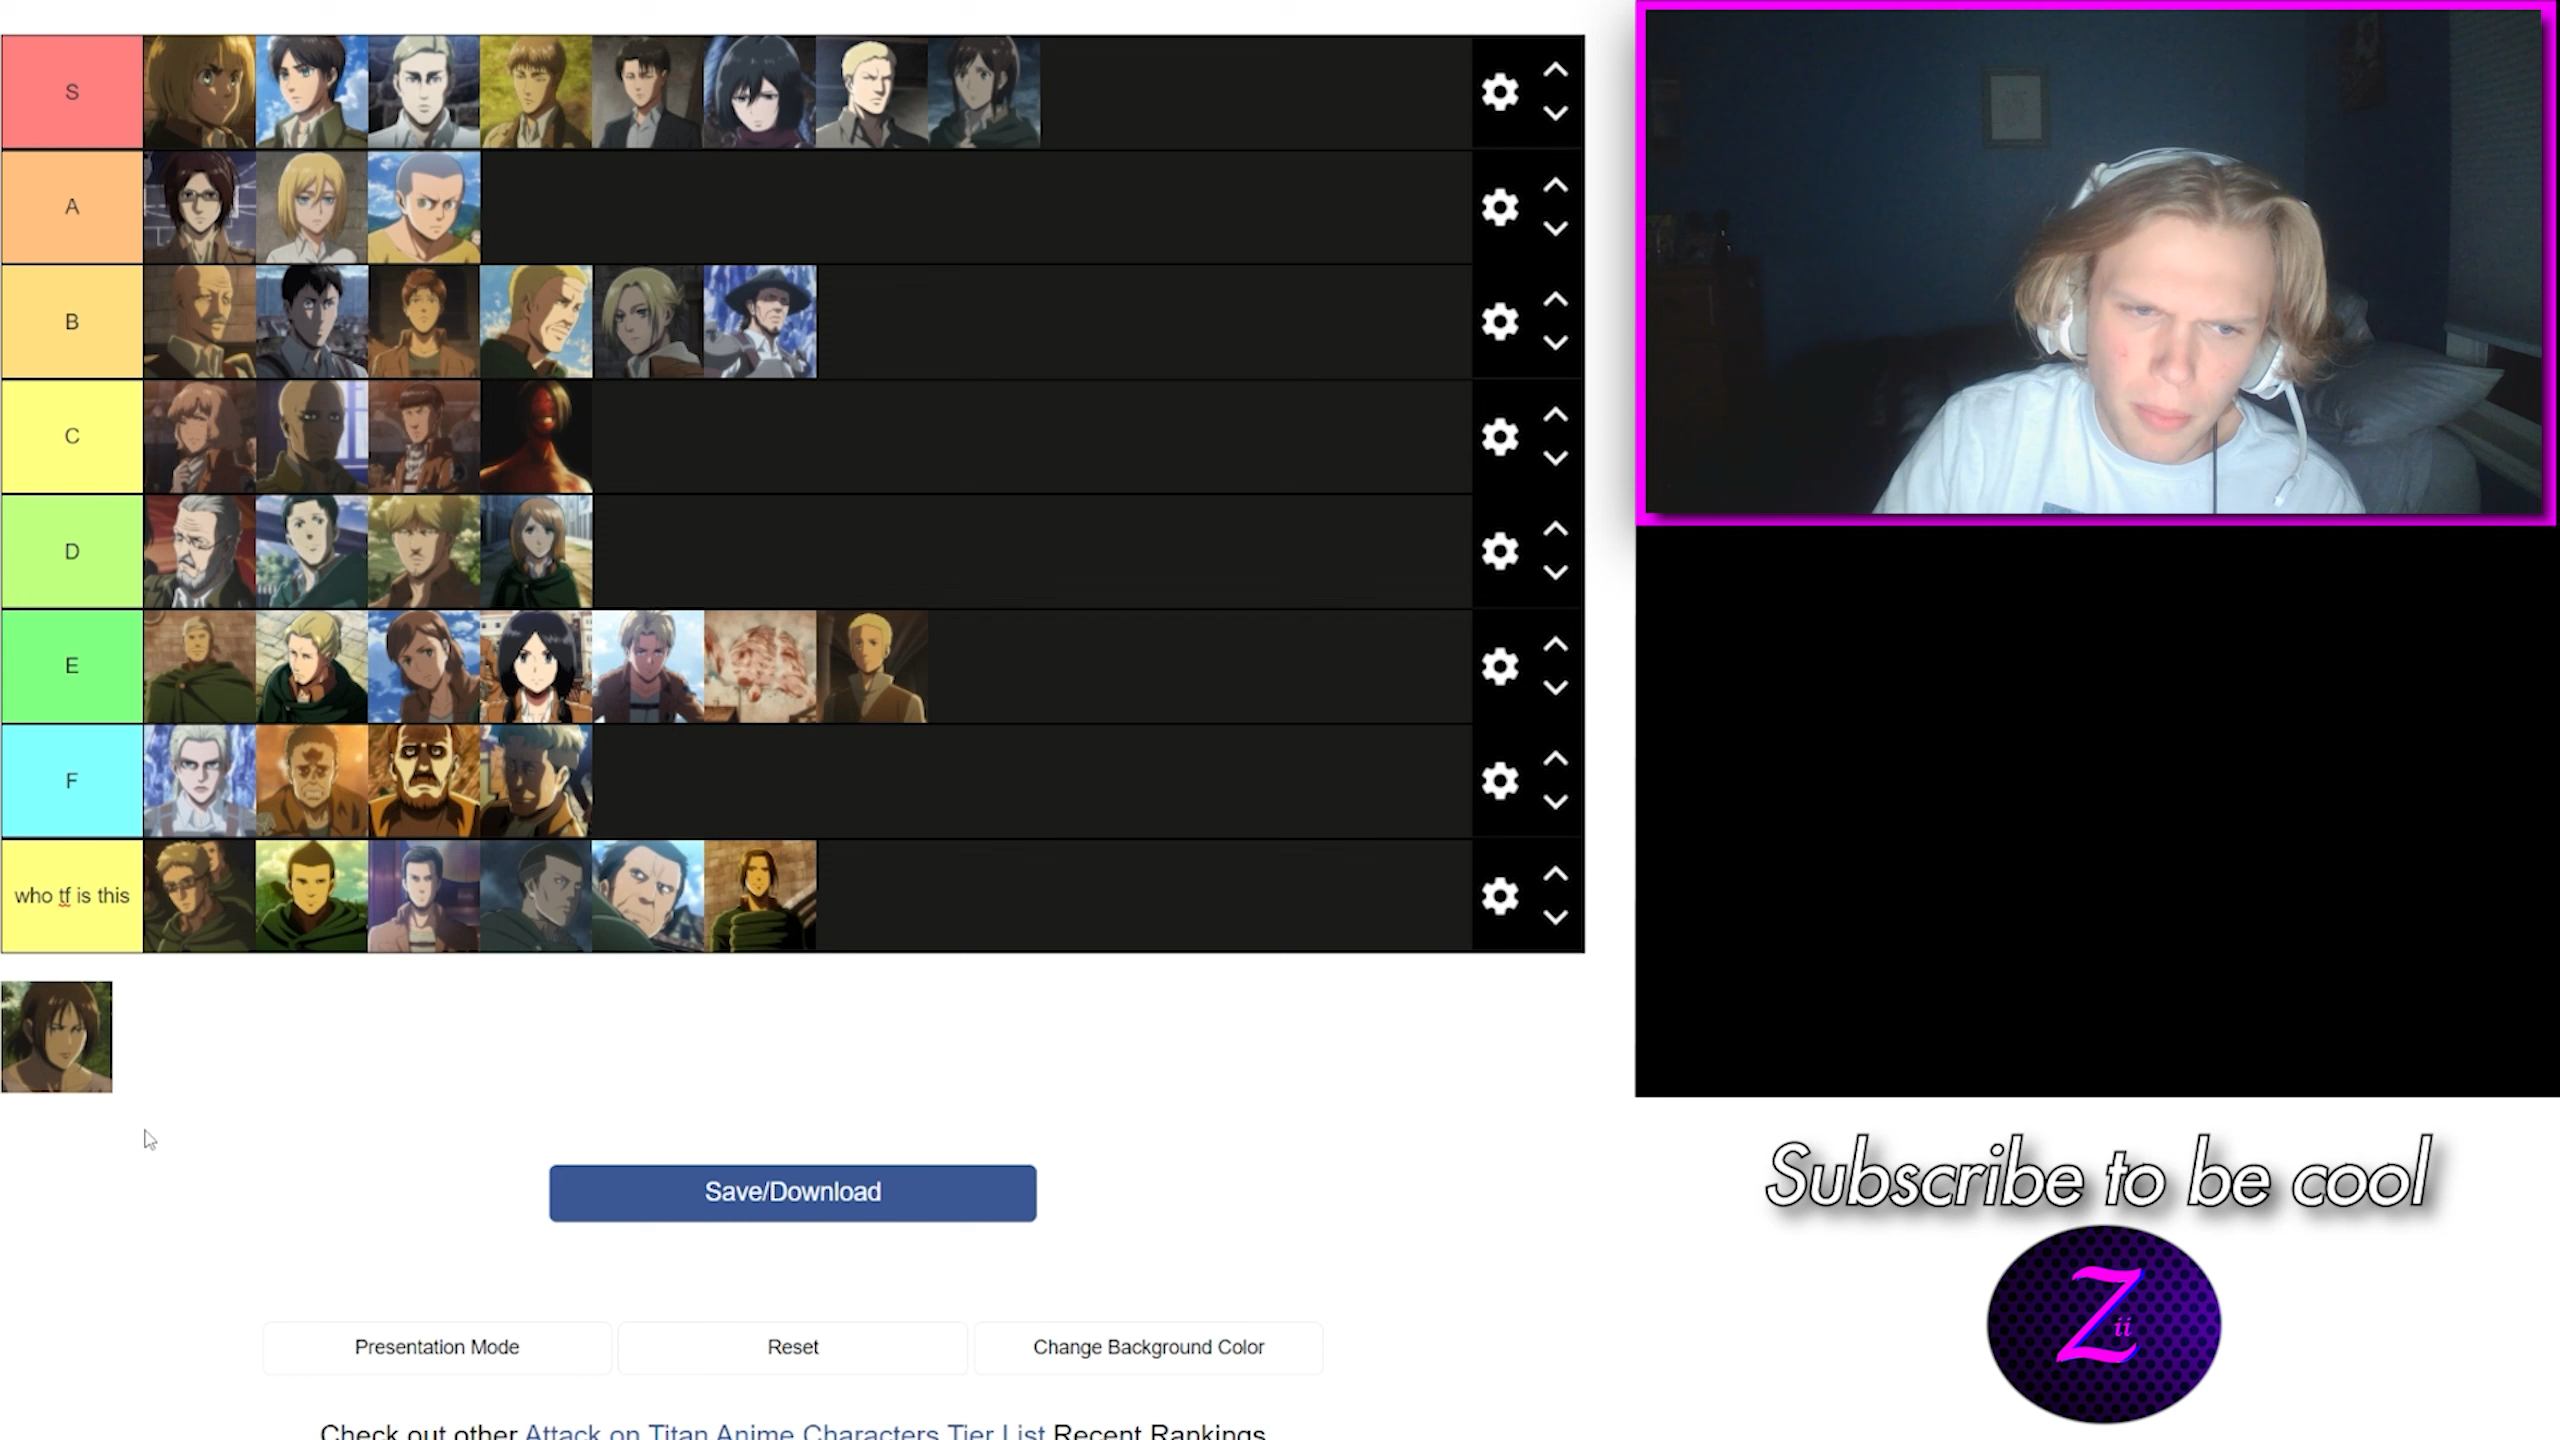 S
A
B
C
D
E
F
who tf is this
Save/Download
Presentation Mode
Reset
Change Background Color
Check out other Attack on Titan Anime Characters Tier List Recent Rankings
Subscribe to be cool
Zii